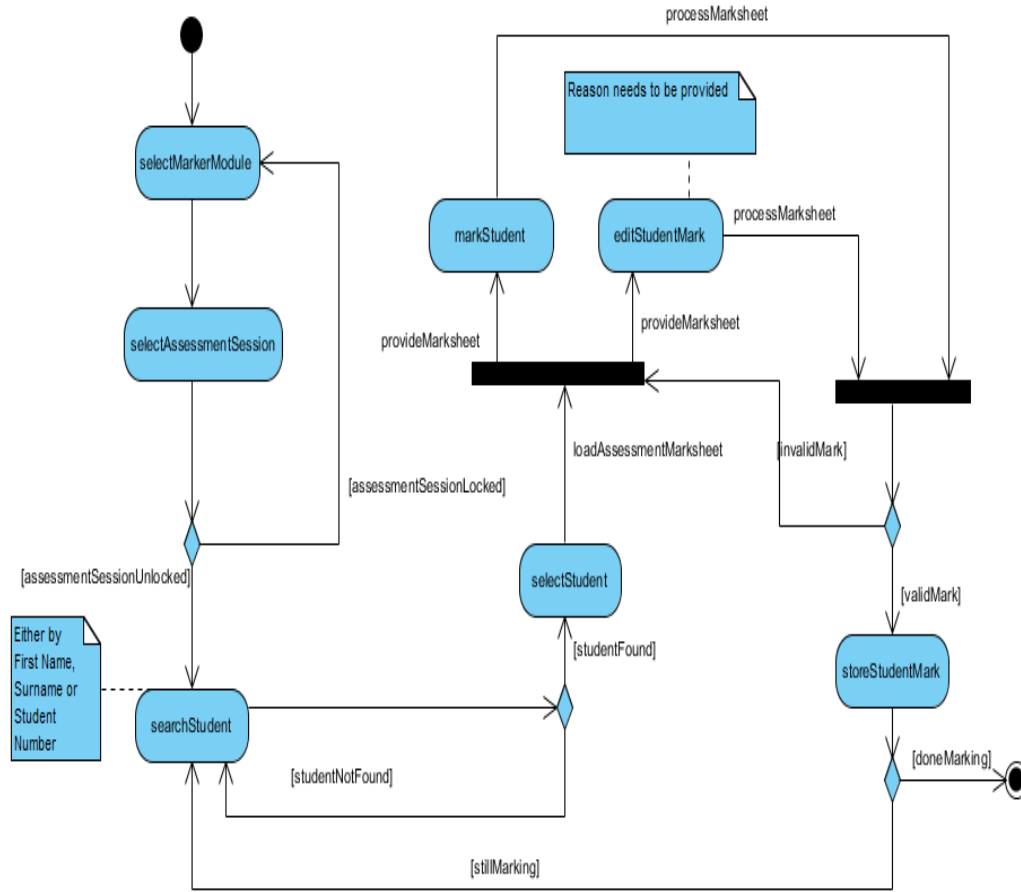 processMarksheet
Reason needs to be provided
selectMarkerModule
markStudent
editStudentMark
processMarksheet
selectAssessmentSession
provideMarksheet
provideMarksheet
loadAssessmentMarksheet
[invalidMark]
[assessmentSessionLocked]
[assessmentSessionUnlocked]
selectStudent
[validMark]
Either by
First Name,
Surname or
Student
Number
[studentFound]
storeStudentMark
searchStudent
[studentNotFound]
[doneMarking]
[stillMarking]